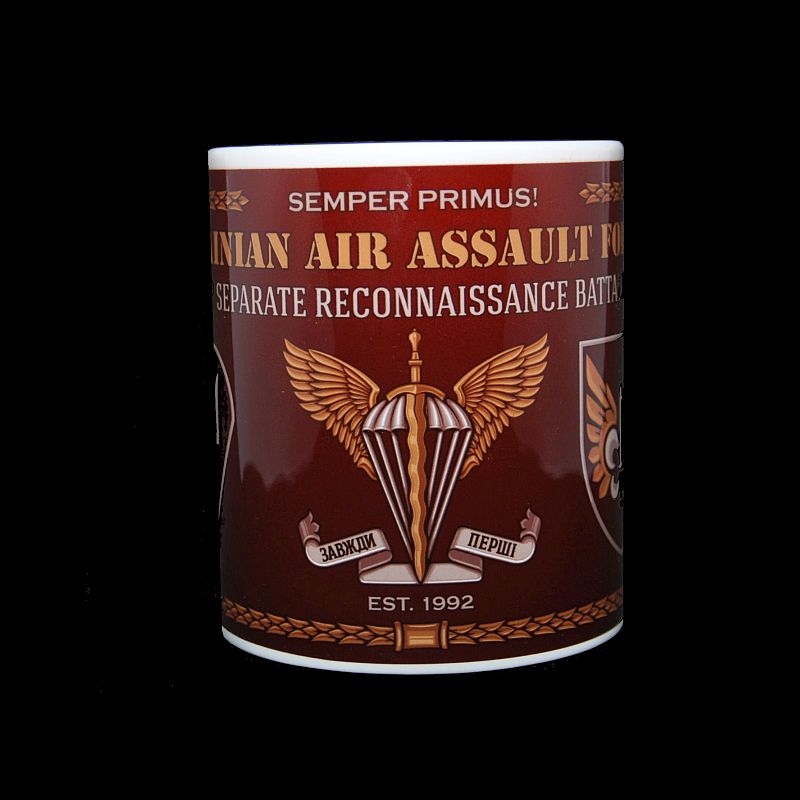 SEMPER PRIMUS!
INIAN AIR ASSAULT FO
SEPARATE RECONNAISSANCE BATTA
ЗАВЖДИ ПЕРШІ
EST. 1992